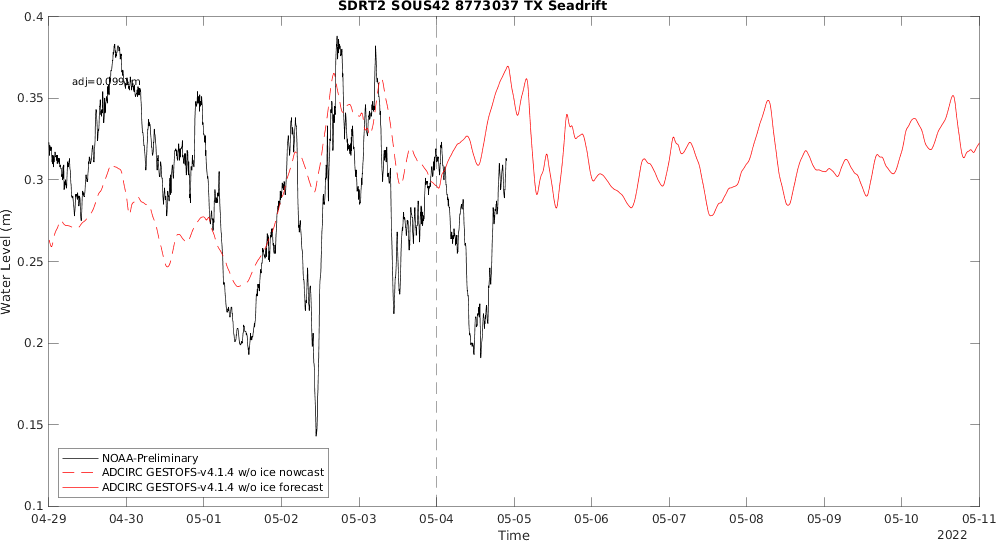 SDRT2 SOUS42 8773037 TX Seadrift
0.4
0.35
0.3
0.25
0.2
0.15
0.1
Water Level (m)
NOAA-Preliminary
ADCIRC GESTOFS-v4.1.4 w/o ice nowcast
ADCIRC GESTOFS-v4.1.4 w/o ice forecast
04-29 04-30 05-01 05-02 05-03 05-04 05-05 05-06 05-07 05-08 05-09 05-10 05-11
Time
2022